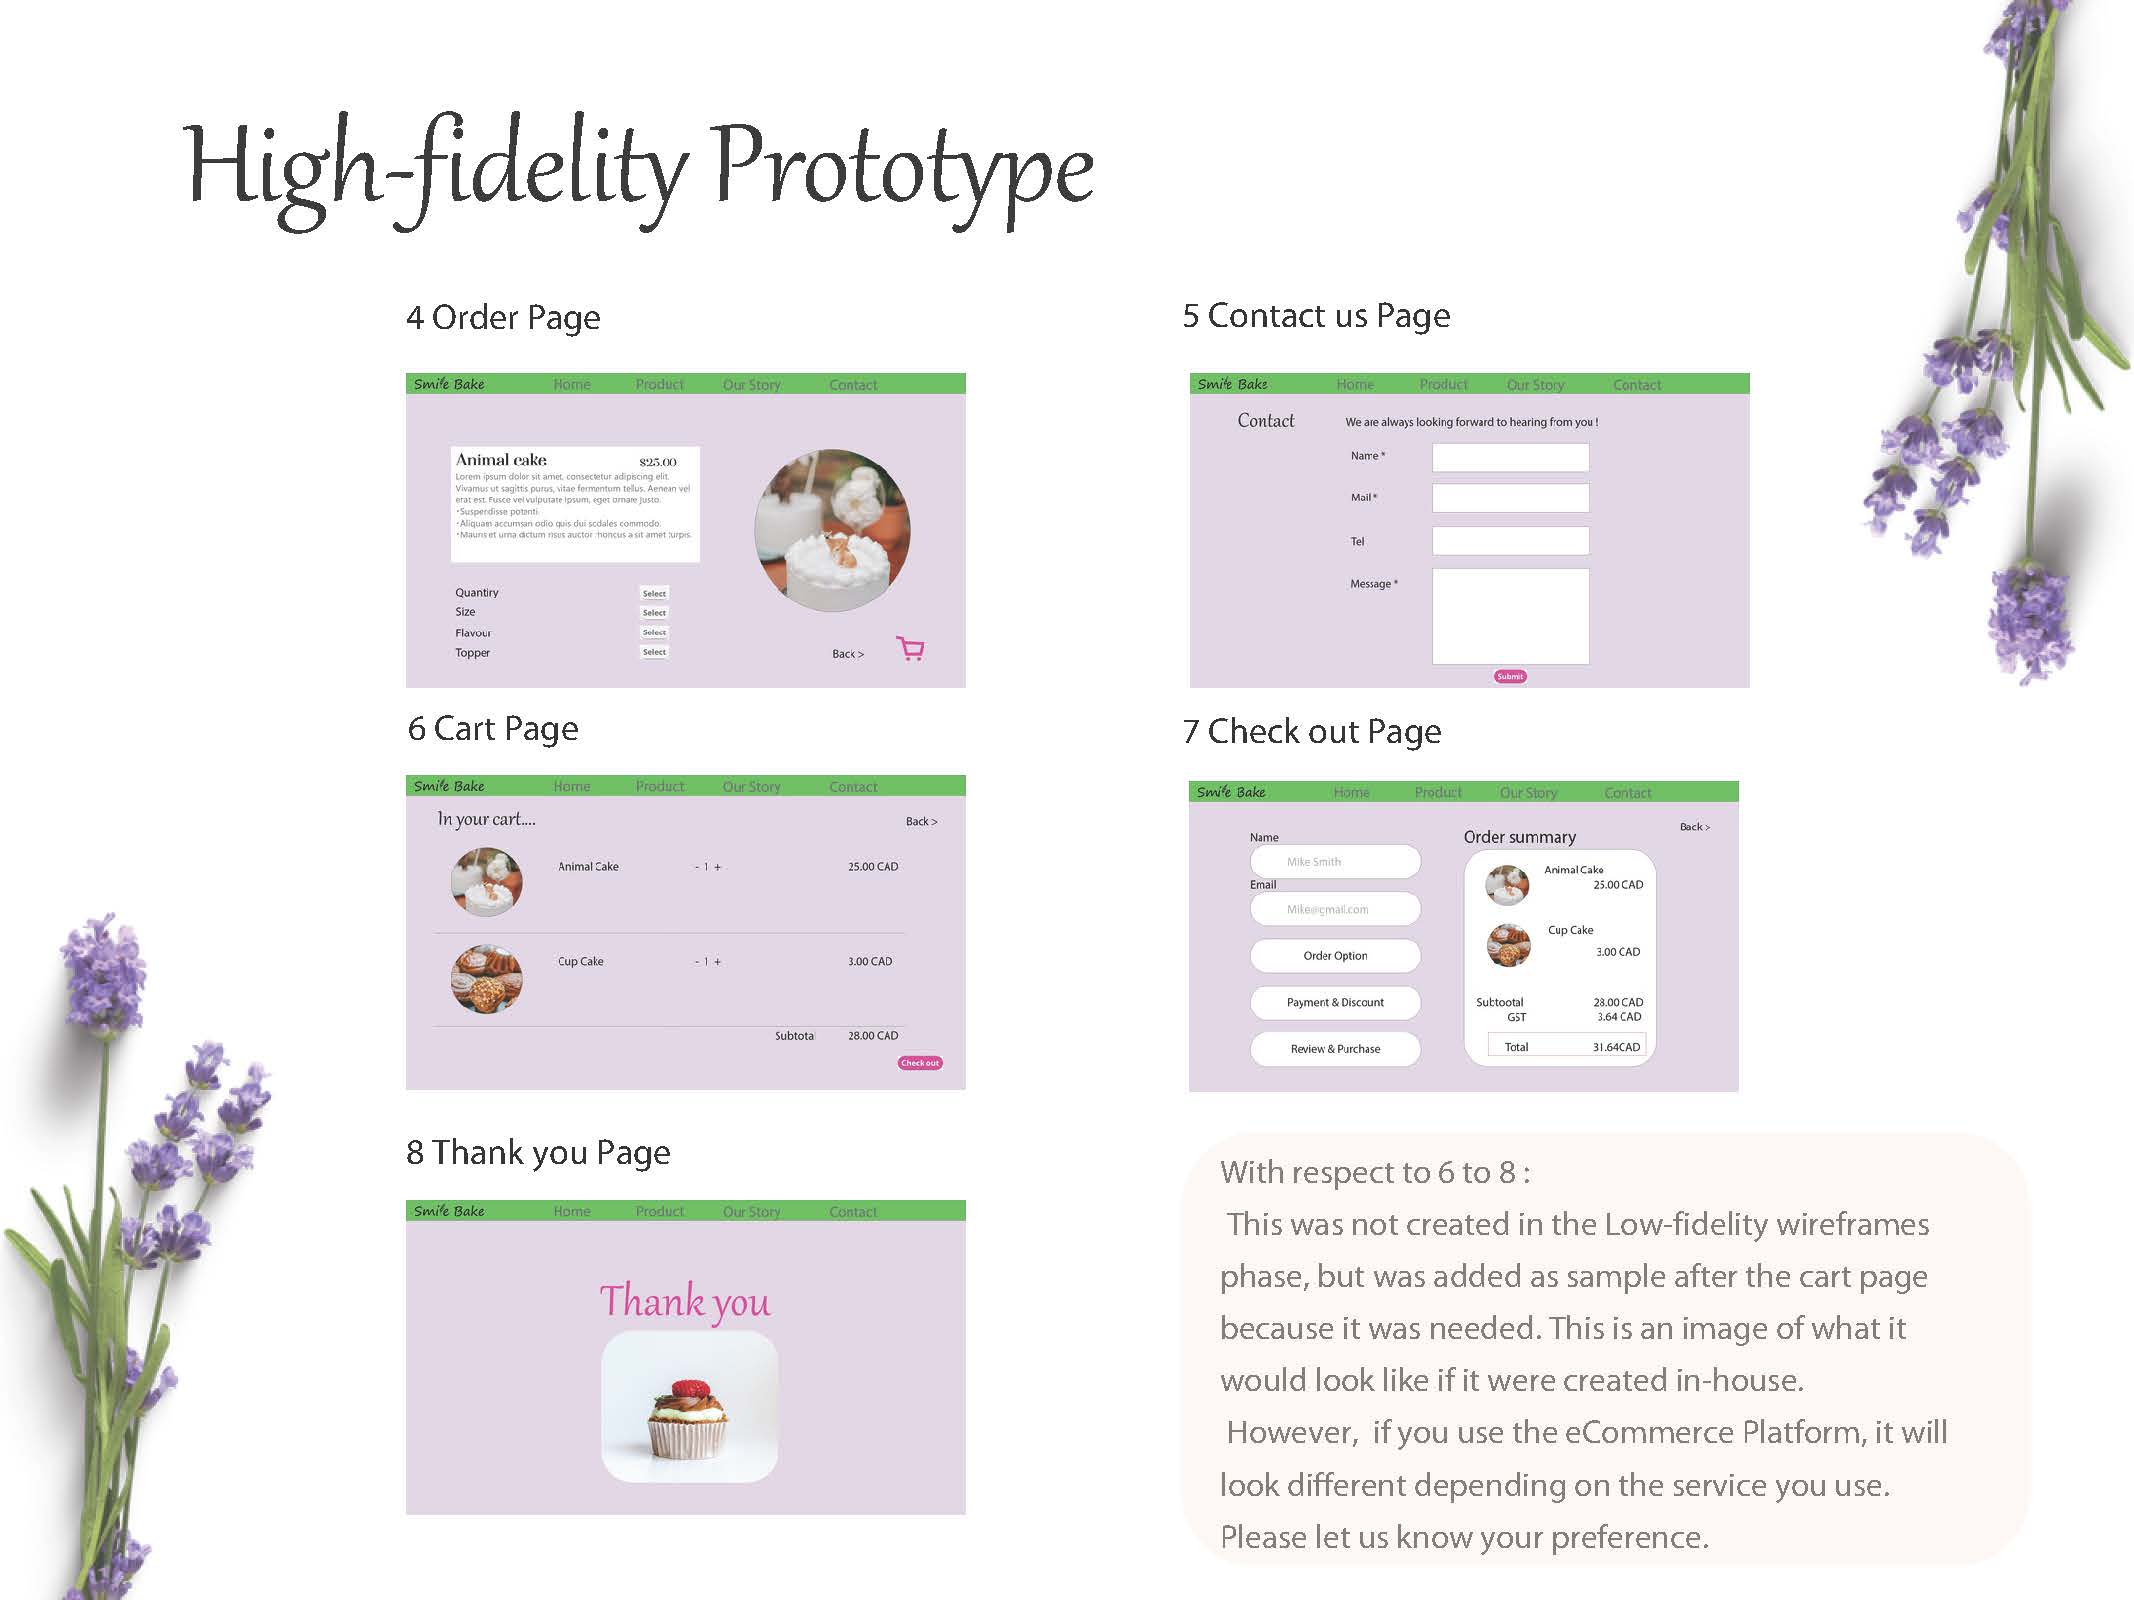 High-fidelity Prototype
4 Order Page
Smile Bake Home Product Our Story Contact
Animal cake $25.00
Lorem ipsum dolor sit amet, consectetur adipiscing elit.
Vivamus ut sagittis purus, vitae fermentum tellus. Aenean vel
erat est. Fusce vel vulputate ipsum, eget ornare justo.
・Suspendisse potenti.
・Aliquam accumsan odio quis dui sodales commodo.
・Mauris et urna dictum risus auctor rhoncus a sit amet turpis.
Quantiry Select
Size Select
Flavour Select
Topper Select
Back >
5 Contact us Page
Smile Bake Home Product Our Story Contact
Contact We are always looking forward to hearing from you !
Name *
Mail *
Tel
Message *
Submit
6 Cart Page
Smile Bake Home Product Our Story Contact
In your cart....
Back >
Animal Cake - 1 + 25.00 CAD
Cup Cake - 1 + 3.00 CAD
Subtotal 28.00 CAD
Check out
7 Check out Page
Smile Bake Home Product Our Story Contact
Back >
Name
Mike Smith
Email
Mike@gmail.com
Order Option
Payment & Discount
Review & Purchase
Order summary
Animal Cake
25.00 CAD
Cup Cake
3.00 CAD
Subtootal 28.00 CAD
GST 3.64 CAD
Total 31.64CAD
8 Thank you Page
Smile Bake Home Product Our Story Contact
Thank you
With respect to 6 to 8 :
This was not created in the Low-fidelity wireframes
phase, but was added as sample after the cart page
because it was needed. This is an image of what it
would look like if it were created in-house.
However, if you use the eCommerce Platform, it will
look different depending on the service you use.
Please let us know your preference.